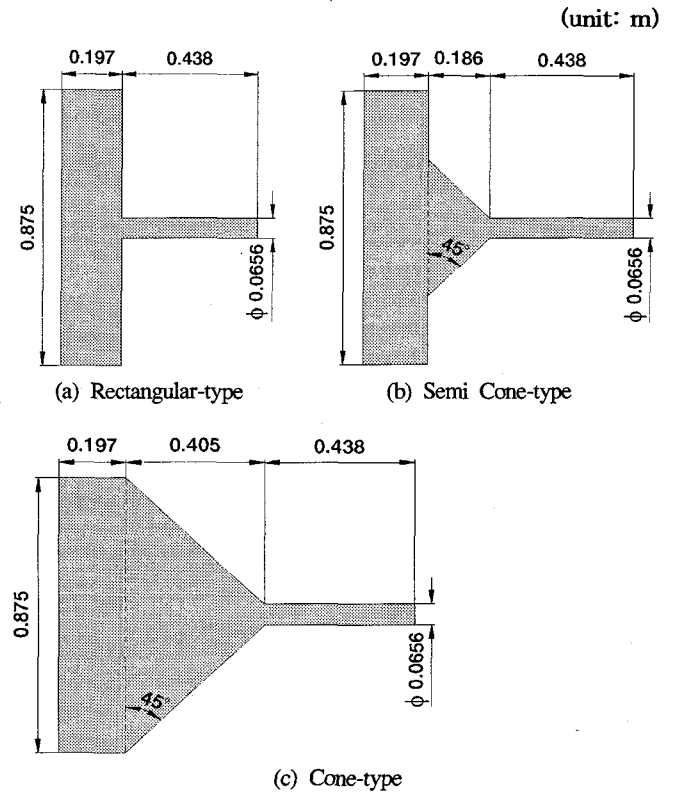 (unit: m)
0.197 0.438
0.875
ϕ 0.0656
(a) Rectangular-type
0.197 0.186 0.438
0.875
45°
ϕ 0.0656
(b) Semi Cone-type
0.197 0.405 0.438
0.875
45°
ϕ 0.0656
(c) Cone-type